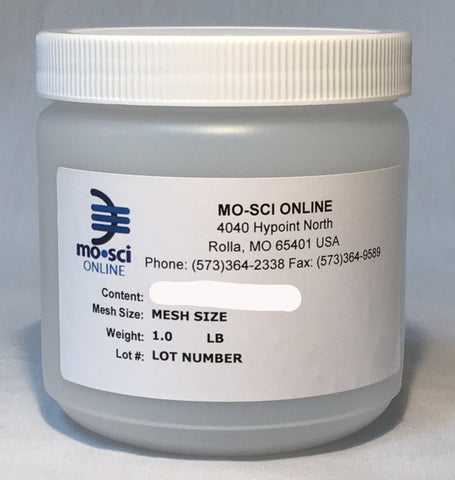 mo•sci
ONLINE
MO-SCI ONLINE
4040 Hypoint North
Rolla, MO 65401 USA
Phone: (573)364-2338 Fax: (573)364-9589
Content:
Mesh Size: MESH SIZE
Weight: 1.0 LB
Lot #: LOT NUMBER